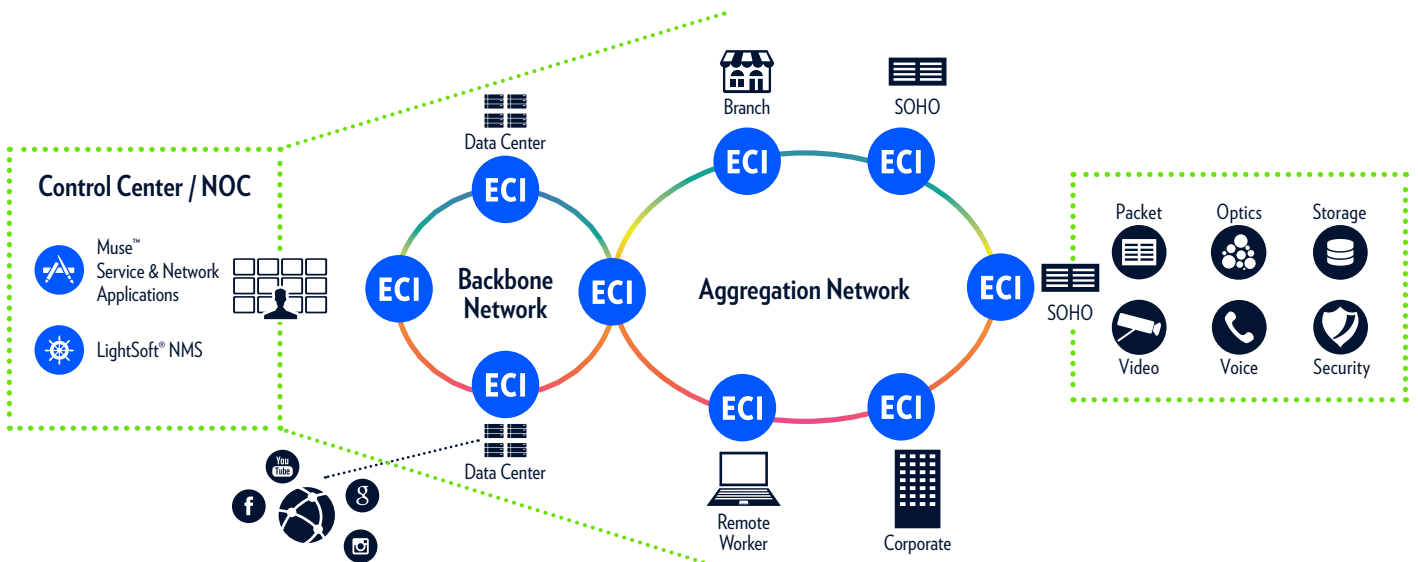 Control Center / NOC
Muse™
Service & Network
Applications
LightSoft® NMS
Data Center
ECI
ECI
Backbone
Network
ECI
ECI
Data Center
You
Tube
f
g
Branch
SOHO
ECI
ECI
Aggregation Network
ECI
SOHO
ECI
ECI
Remote
Worker
Corporate
Packet
Optics
Storage
Video
Voice
Security